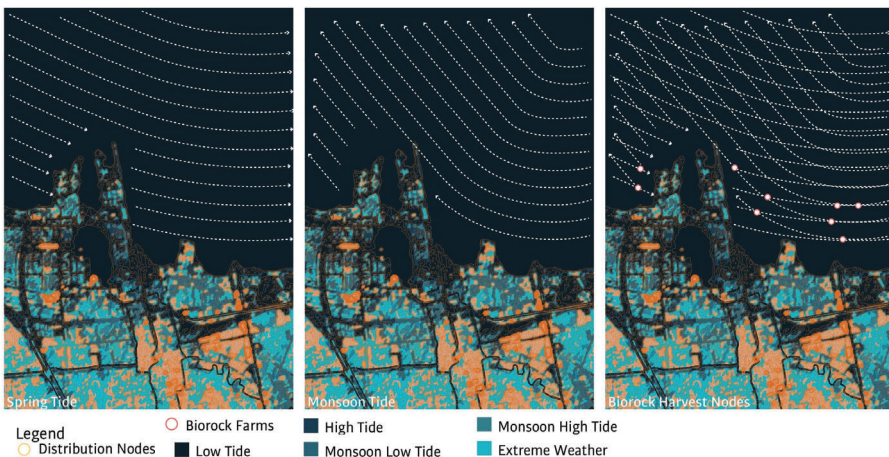 Spring Tide
Monsoon Tide
Biorock Harvest Nodes
Legend
Distribution Nodes
Biorock Farms
Low Tide
High Tide
Monsoon Low Tide
Monsoon High Tide
Extreme Weather